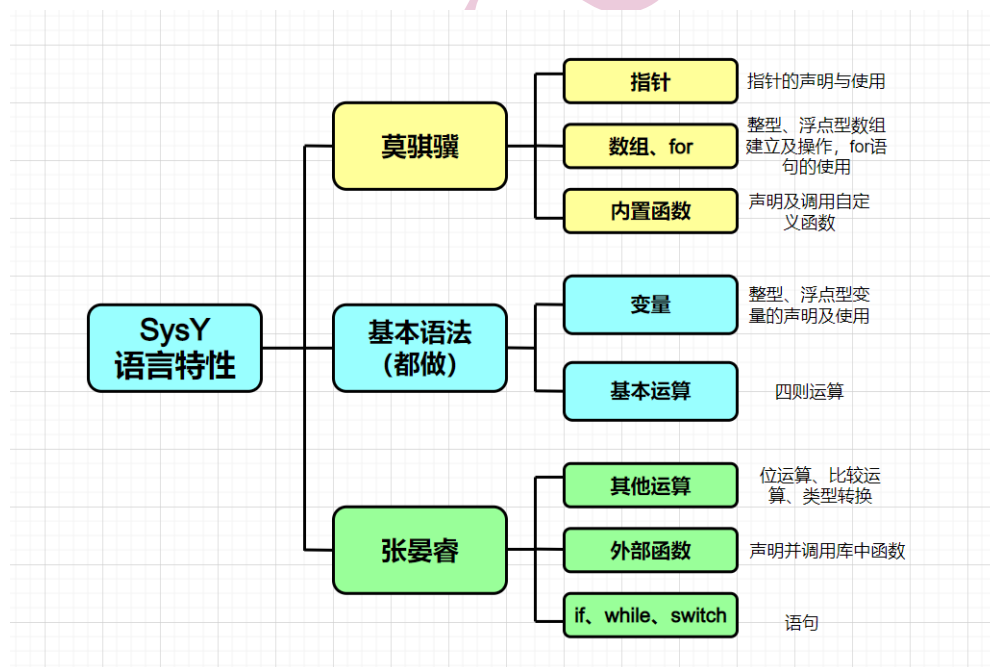 SysY
语言特性
莫骐骥
指针
指针的声明与使用
数组、for
整型、浮点型数组
建立及操作，for语
句的使用
内置函数
声明及调用自定
义函数
基本语法
（都做）
变量
整型、浮点型变
量的声明及使用
基本运算
四则运算
张晏睿
其他运算
位运算、比较运
算、类型转换
外部函数
声明并调用库中函数
if、while、switch
语句